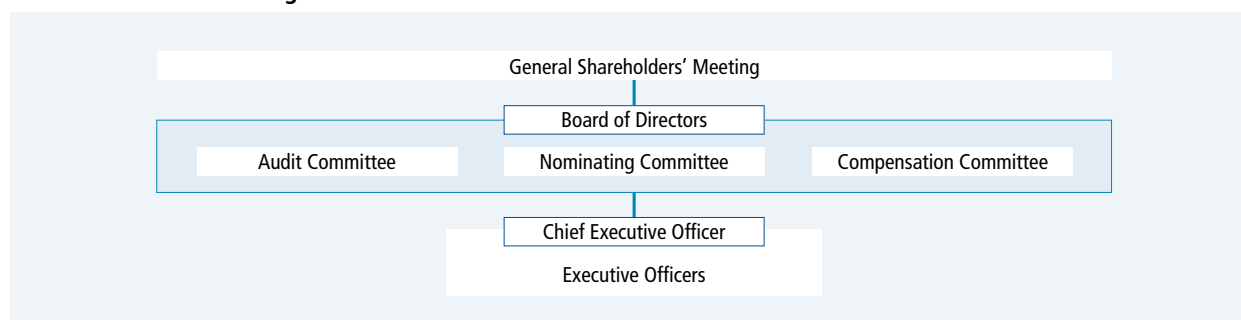 General Shareholders’ Meeting
Board of Directors
Audit Committee
Nominating Committee
Compensation Committee
Chief Executive Officer
Executive Officers